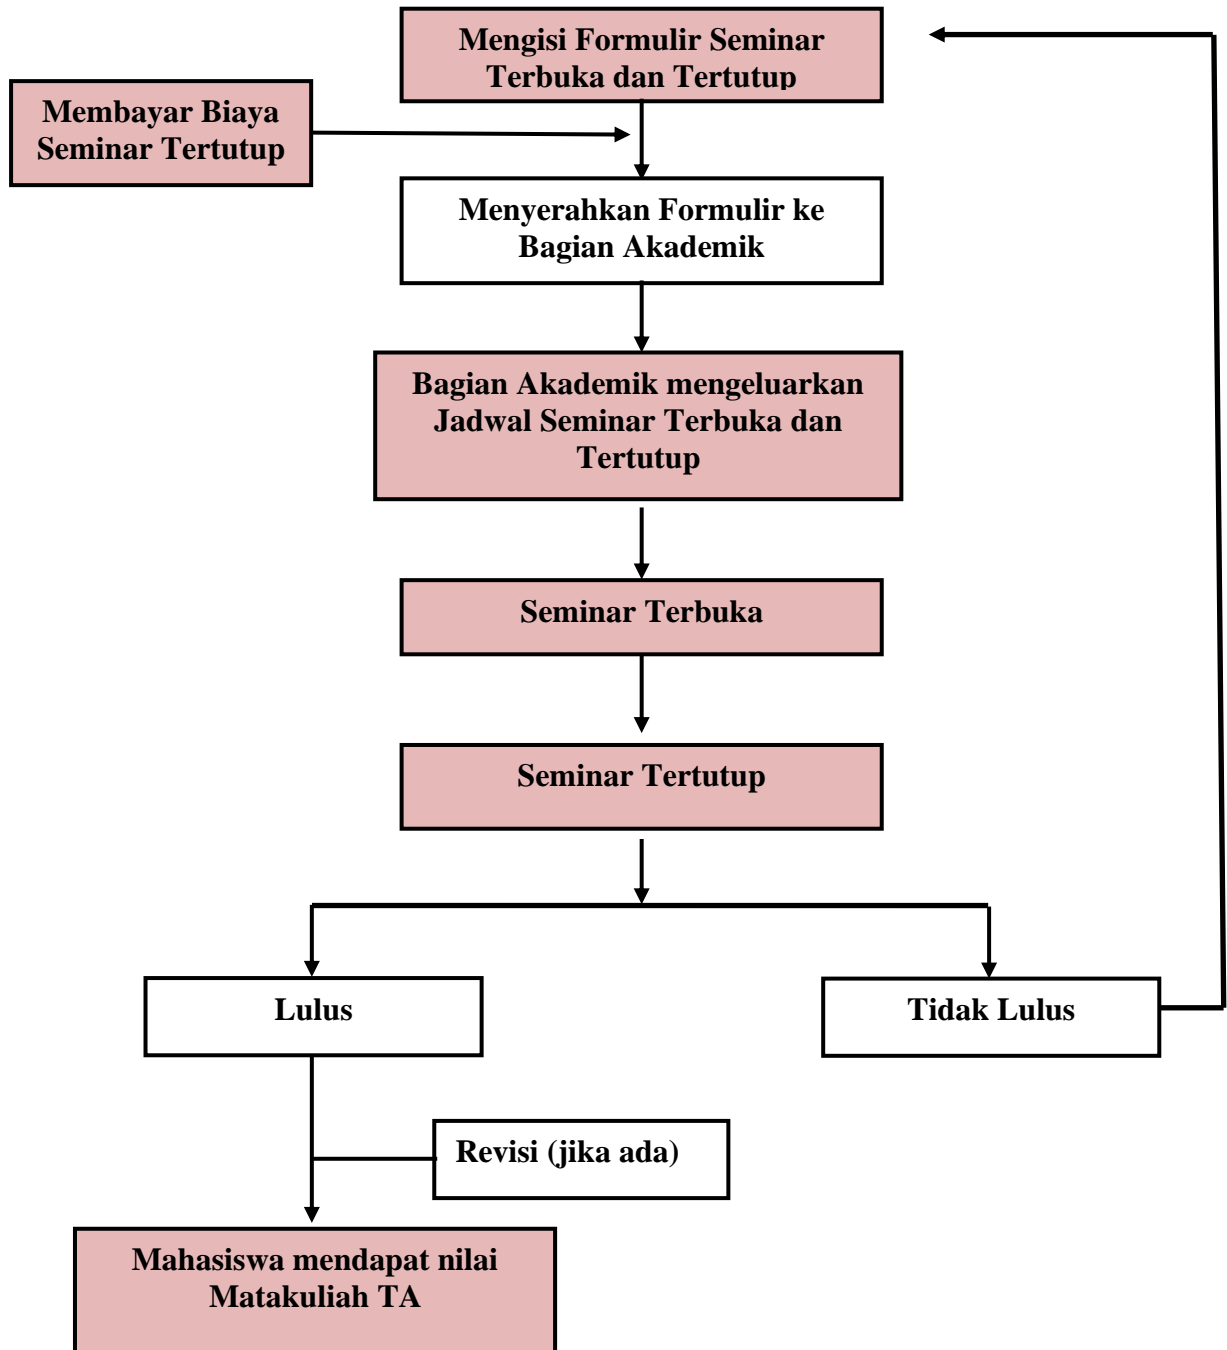 Mengisi Formulir Seminar
Terbuka dan Tertutup
Membayar Biaya
Seminar Tertutup
Menyerahkan Formulir ke
Bagian Akademik
Bagian Akademik mengeluarkan
Jadwal Seminar Terbuka dan
Tertutup
Seminar Terbuka
Seminar Tertutup
Lulus
Tidak Lulus
Revisi (jika ada)
Mahasiswa mendapat nilai
Matakuliah TA